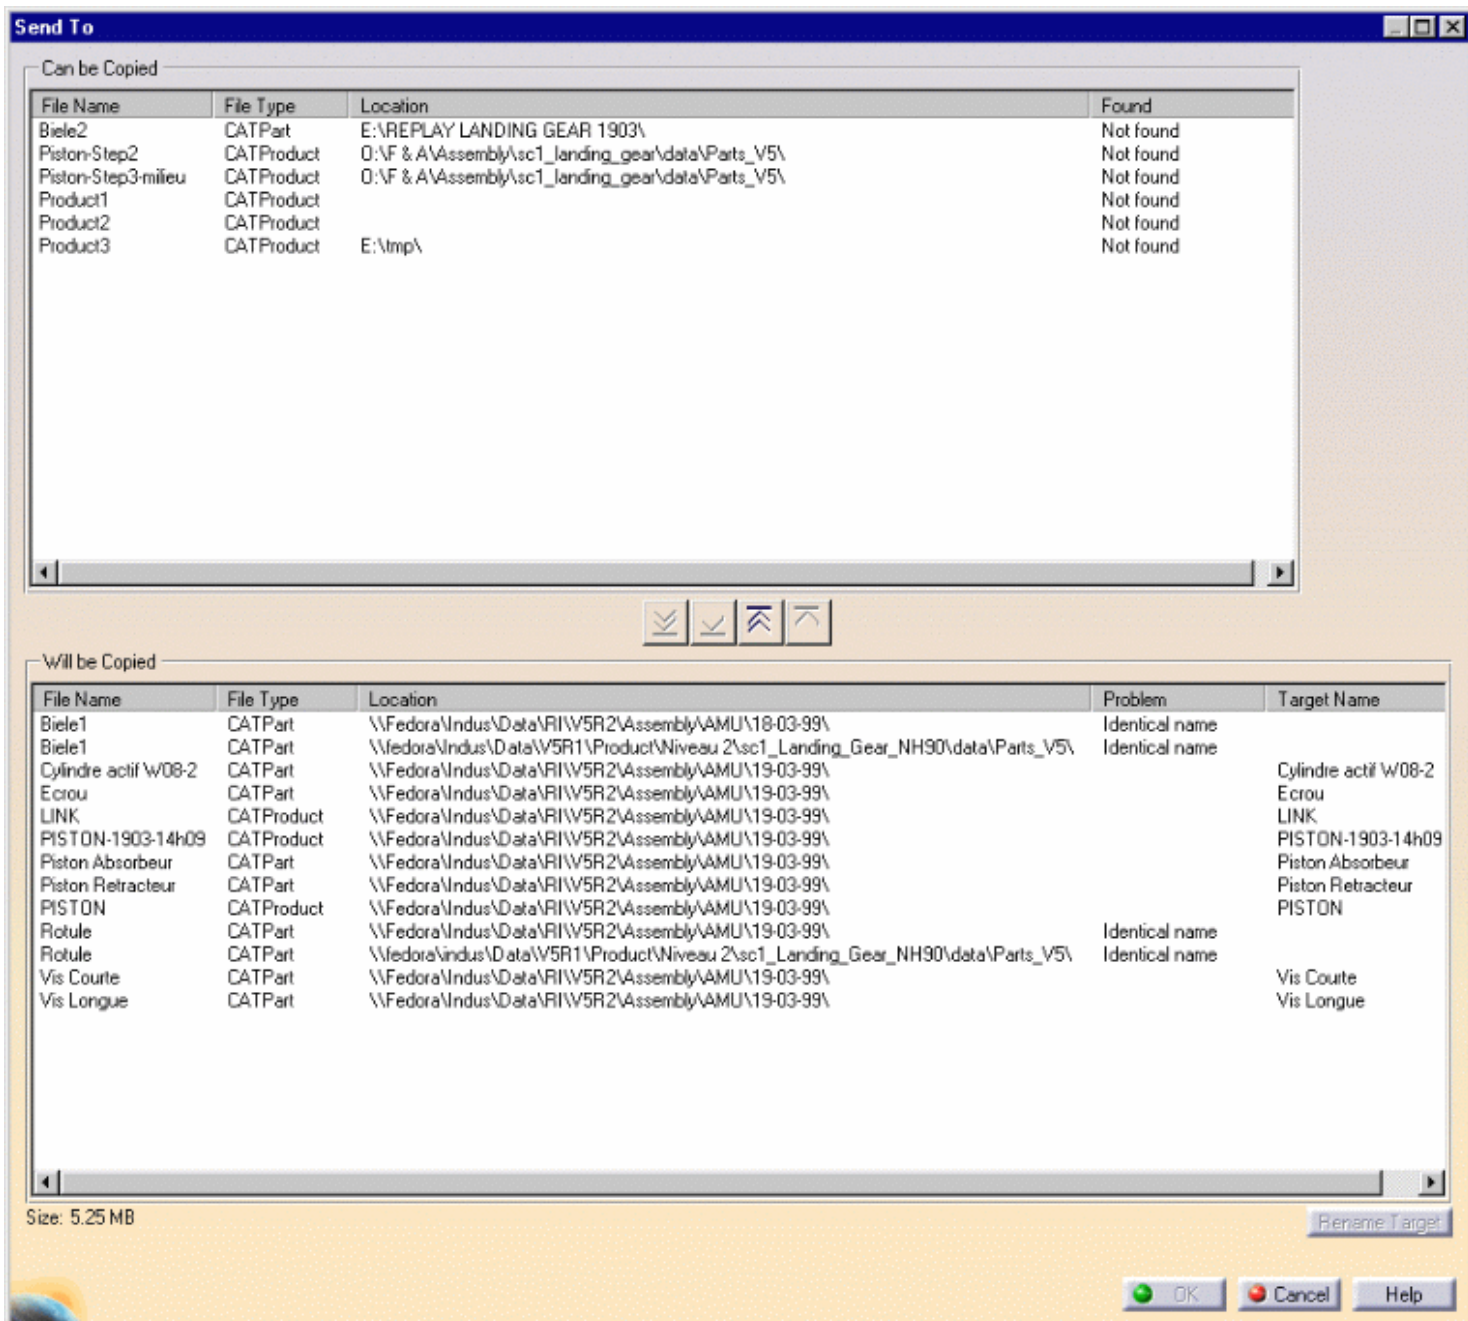 Send To
Can be Copied
File Name File Type Location Found
Biele2 CATPart E:\REPLAY LANDING GEAR 1903\ Not found
Piston-Step2 CATProduct O:\F & A\Assembly\sc1_landing_gear\data\Parts_V5\ Not found
Piston-Step3-milieu CATProduct O:\F & A\Assembly\sc1_landing_gear\data\Parts_V5\ Not found
Product1 CATProduct Not found
Product2 CATProduct Not found
Product3 CATProduct E:\tmp\ Not found
Will be Copied
File Name File Type Location Problem Target Name
Biele1 CATPart \\Fedora\Indus\Data\RI\V5R2\Assembly\AMU\18-03-99\ Identical name
Biele1 CATPart \\fedora\Indus\Data\V5R1\Product\Niveau 2\sc1_Landing_Gear_NH90\data\Parts_V5\ Identical name
Cylindre actif W08-2 CATPart \\Fedora\Indus\Data\RI\V5R2\Assembly\AMU\19-03-99\ Cylindre actif W08-2
Ecrou CATPart \\Fedora\Indus\Data\RI\V5R2\Assembly\AMU\19-03-99\ Ecrou
LINK CATProduct \\Fedora\Indus\Data\RI\V5R2\Assembly\AMU\19-03-99\ LINK
PISTON-1903-14h09 CATProduct \\Fedora\Indus\Data\RI\V5R2\Assembly\AMU\19-03-99\ PISTON-1903-14h09
Piston Absorbeur CATPart \\Fedora\Indus\Data\RI\V5R2\Assembly\AMU\19-03-99\ Piston Absorbeur
Piston Retracteur CATPart \\Fedora\Indus\Data\RI\V5R2\Assembly\AMU\19-03-99\ Piston Retracteur
PISTON CATProduct \\Fedora\Indus\Data\RI\V5R2\Assembly\AMU\19-03-99\ PISTON
Rotule CATPart \\Fedora\Indus\Data\RI\V5R2\Assembly\AMU\19-03-99\ Identical name
Rotule CATPart \\fedora\indus\Data\V5R1\Product\Niveau 2\sc1_Landing_Gear_NH90\data\Parts_V5\ Identical name
Vis Courte CATPart \\Fedora\Indus\Data\RI\V5R2\Assembly\AMU\19-03-99\ Vis Courte
Vis Longue CATPart \\Fedora\Indus\Data\RI\V5R2\Assembly\AMU\19-03-99\ Vis Longue
Size: 5.25 MB
Rename Target
OK Cancel Help